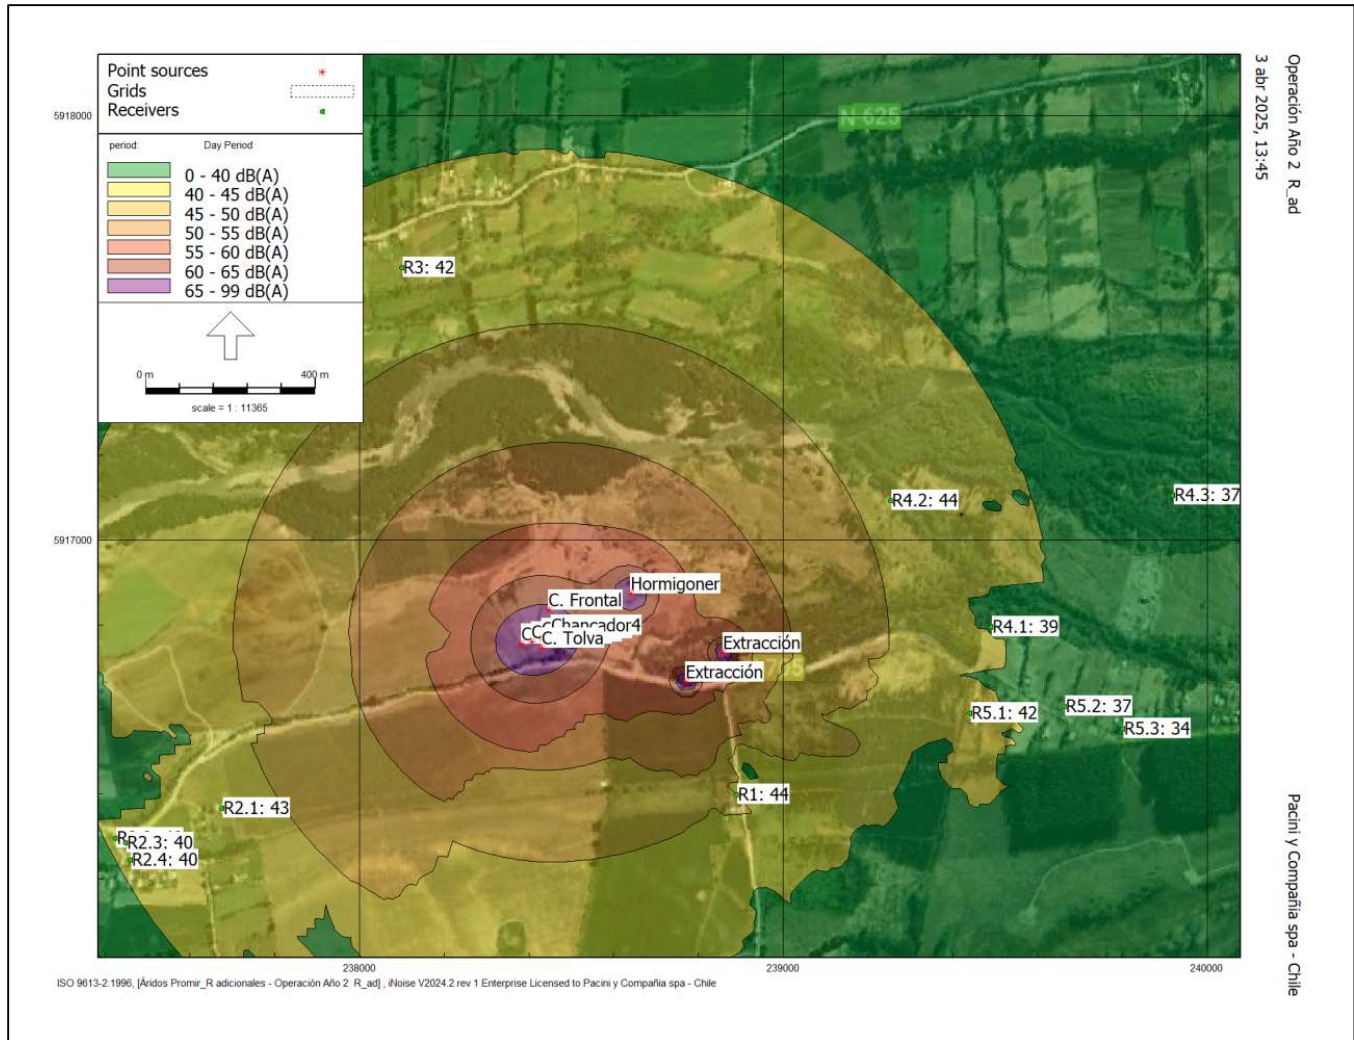 Point sources
Grids
Receivers
period: Day Period
0 - 40 dB(A)
40 - 45 dB(A)
45 - 50 dB(A)
50 - 55 dB(A)
55 - 60 dB(A)
60 - 65 dB(A)
65 - 99 dB(A)
0 m 400 m
scale = 1 : 11365
5918000
5917000
N 625
R3: 42
R4.2: 44
R4.3: 37
Hormigoner
C. Frontal
Chancador4
C. Tolva
Extracción
Extracción
R4.1: 39
R5.1: 42
R5.2: 37
R5.3: 34
R1: 44
R2.1: 43
R2.3: 40
R2.4: 40
238000
239000
240000
ISO 9613-2:1996, [Áridos Promir_R adicionales - Operación Año 2 R_ad] , iNoise V2024.2 rev 1 Enterprise Licensed to Pacini y Compañia spa - Chile
Operación Año 2 R_ad
3 abr 2025, 13:45
Pacini y Compañia spa - Chile